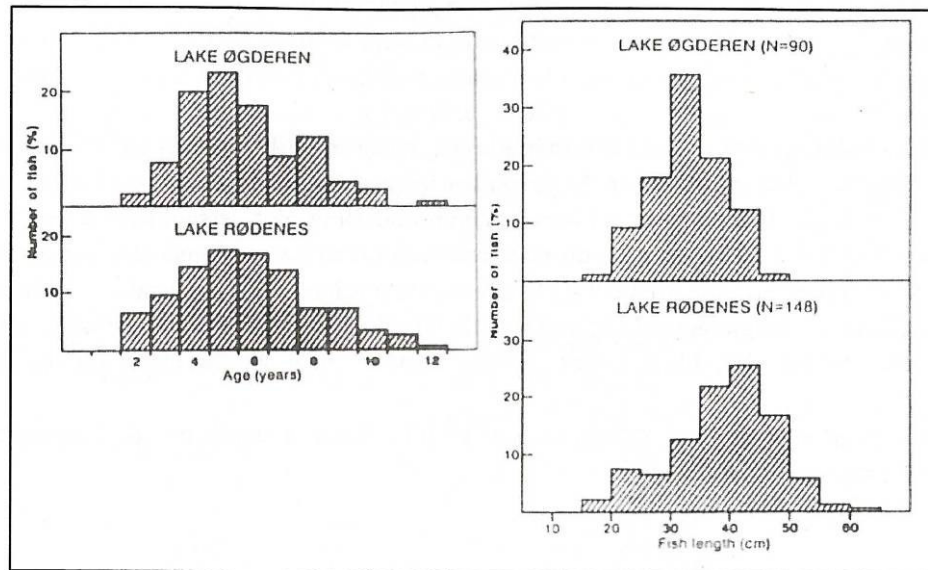 LAKE ØGDEREN
20
10
Number of fish (%)
LAKE RØDENES
20
10
2 4 6 8 10 12
Age (years)
LAKE ØGDEREN (N=90)
40
30
20
10
Number of fish (%)
LAKE RØDENES (N=148)
30
20
10
10 20 30 40 50 60
Fish length (cm)